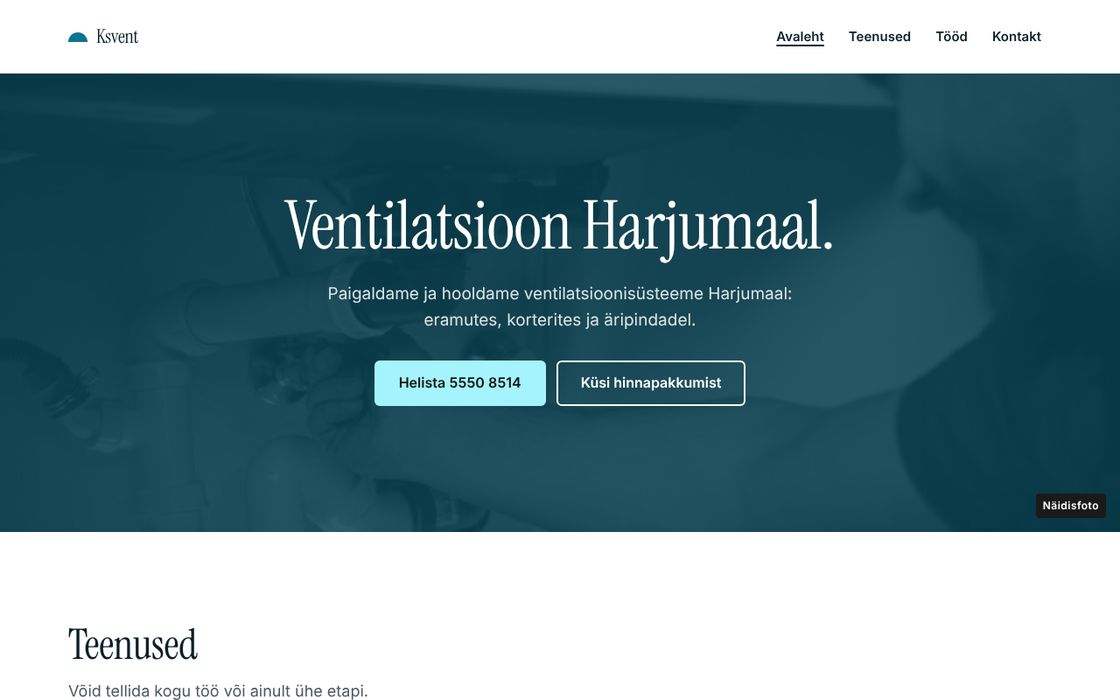 Ksvent
Avaleht
Teenused
Tööd
Kontakt
Ventilatsioon Harjumaal.
Paigaldame ja hooldame ventilatsioonisüsteeme Harjumaal:
eramutes, korterites ja äripindadel.
Helista 5550 8514
Küsi hinnapakkumist
Näidisfoto
Teenused
Võid tellida kogu töö või ainult ühe etapi.